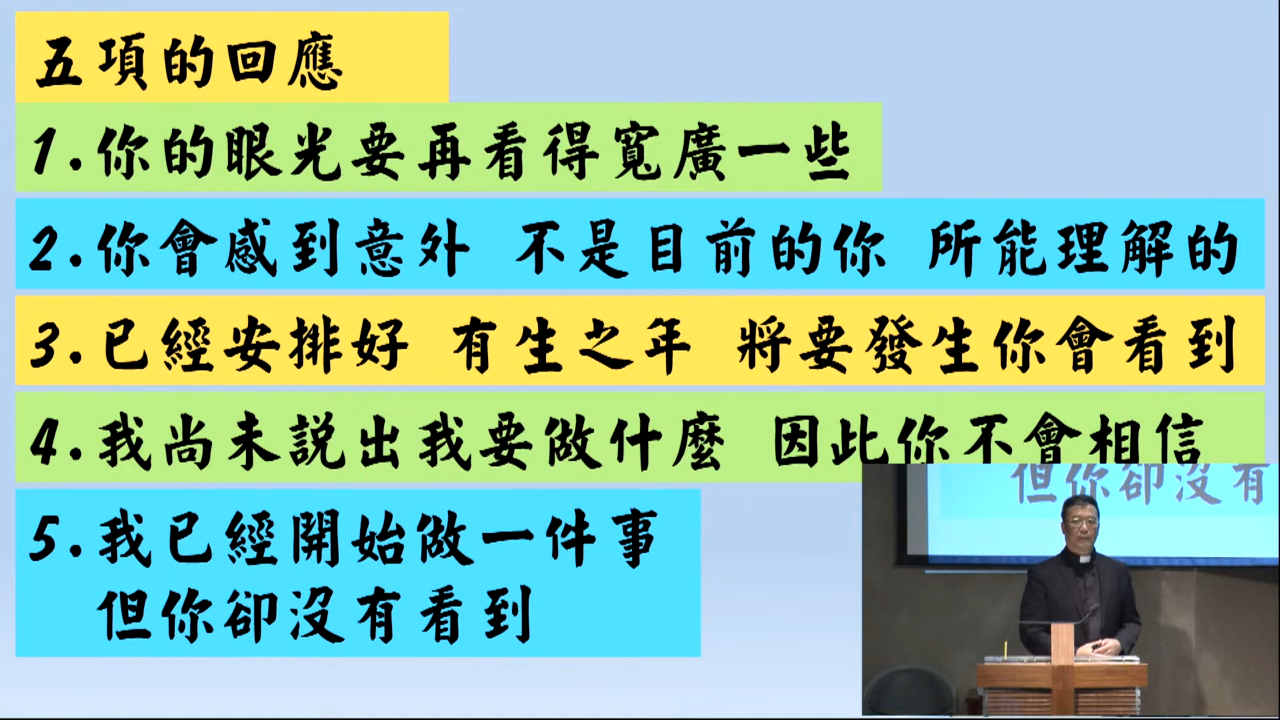 五項的回應
1.你的眼光要再看得寬廣一些
2.你會感到意外 不是目前的你 所能理解的
3.已經安排好 有生之年 將要發生你會看到
4.我尚未說出我要做什麼 因此你不會相信
5.我已經開始做一件事
但你卻沒有看到
但你卻沒有